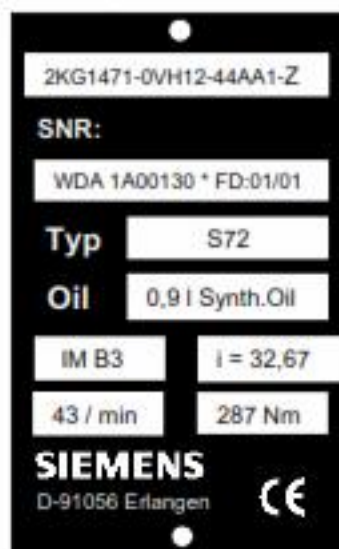 2KG1471-0VH12-44AA1-Z
SNR:
WDA 1A00130 * FD:01/01
Typ S72
Oil 0,9 l Synth.Oil
IM B3 i = 32,67
43 / min 287 Nm
SIEMENS
D-91056 Erlangen CE